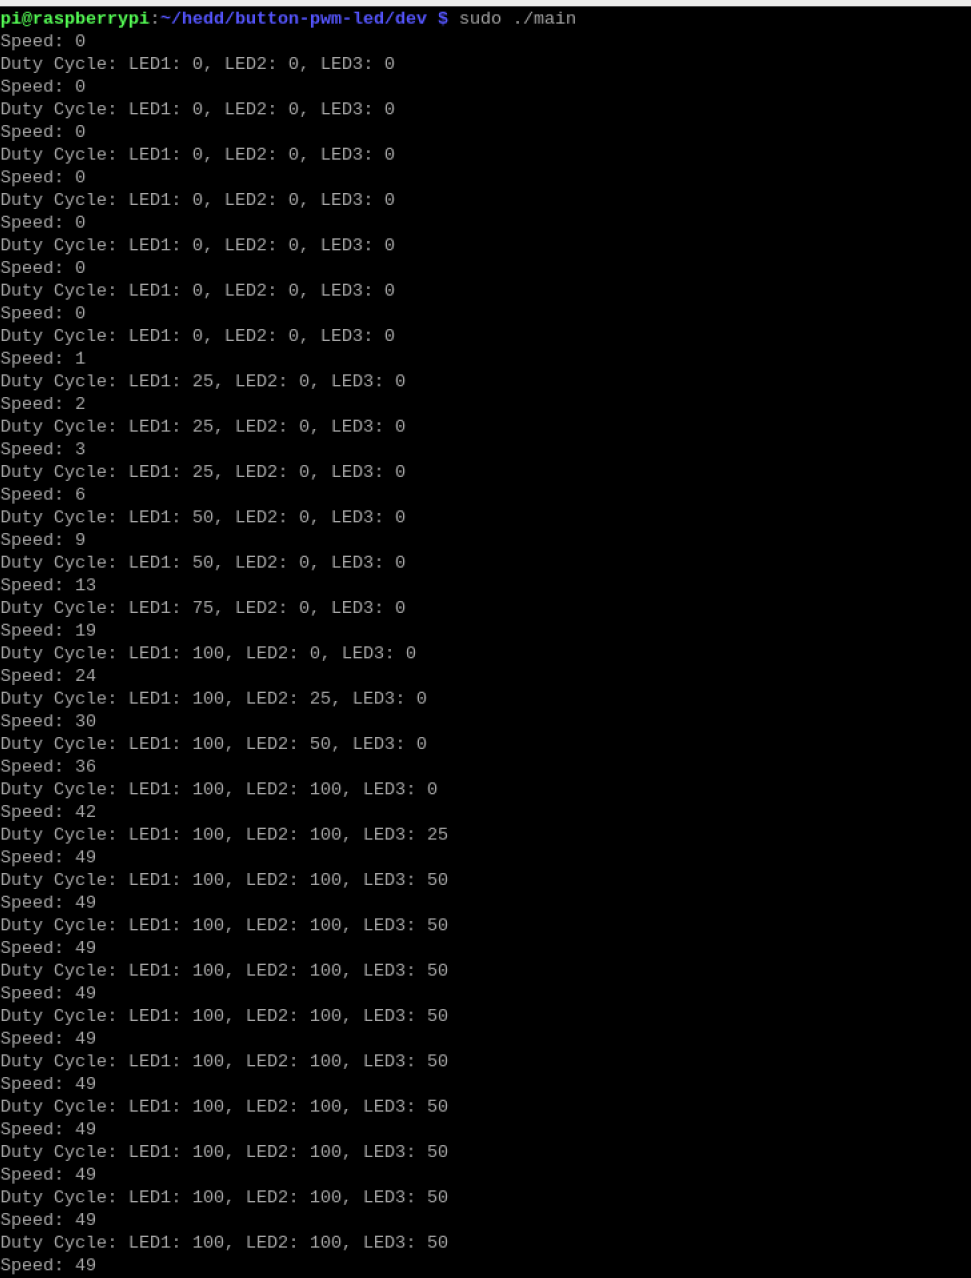 pi@raspberrypi:~/hedd/button-pwm-led/dev $ sudo ./main
Speed: 0
Duty Cycle: LED1: 0, LED2: 0, LED3: 0
Speed: 0
Duty Cycle: LED1: 0, LED2: 0, LED3: 0
Speed: 0
Duty Cycle: LED1: 0, LED2: 0, LED3: 0
Speed: 0
Duty Cycle: LED1: 0, LED2: 0, LED3: 0
Speed: 0
Duty Cycle: LED1: 0, LED2: 0, LED3: 0
Speed: 0
Duty Cycle: LED1: 0, LED2: 0, LED3: 0
Speed: 0
Duty Cycle: LED1: 0, LED2: 0, LED3: 0
Speed: 1
Duty Cycle: LED1: 25, LED2: 0, LED3: 0
Speed: 2
Duty Cycle: LED1: 25, LED2: 0, LED3: 0
Speed: 3
Duty Cycle: LED1: 25, LED2: 0, LED3: 0
Speed: 6
Duty Cycle: LED1: 50, LED2: 0, LED3: 0
Speed: 9
Duty Cycle: LED1: 50, LED2: 0, LED3: 0
Speed: 13
Duty Cycle: LED1: 75, LED2: 0, LED3: 0
Speed: 19
Duty Cycle: LED1: 100, LED2: 0, LED3: 0
Speed: 24
Duty Cycle: LED1: 100, LED2: 25, LED3: 0
Speed: 30
Duty Cycle: LED1: 100, LED2: 50, LED3: 0
Speed: 36
Duty Cycle: LED1: 100, LED2: 100, LED3: 0
Speed: 42
Duty Cycle: LED1: 100, LED2: 100, LED3: 25
Speed: 49
Duty Cycle: LED1: 100, LED2: 100, LED3: 50
Speed: 49
Duty Cycle: LED1: 100, LED2: 100, LED3: 50
Speed: 49
Duty Cycle: LED1: 100, LED2: 100, LED3: 50
Speed: 49
Duty Cycle: LED1: 100, LED2: 100, LED3: 50
Speed: 49
Duty Cycle: LED1: 100, LED2: 100, LED3: 50
Speed: 49
Duty Cycle: LED1: 100, LED2: 100, LED3: 50
Speed: 49
Duty Cycle: LED1: 100, LED2: 100, LED3: 50
Speed: 49
Duty Cycle: LED1: 100, LED2: 100, LED3: 50
Speed: 49
Duty Cycle: LED1: 100, LED2: 100, LED3: 50
Speed: 49